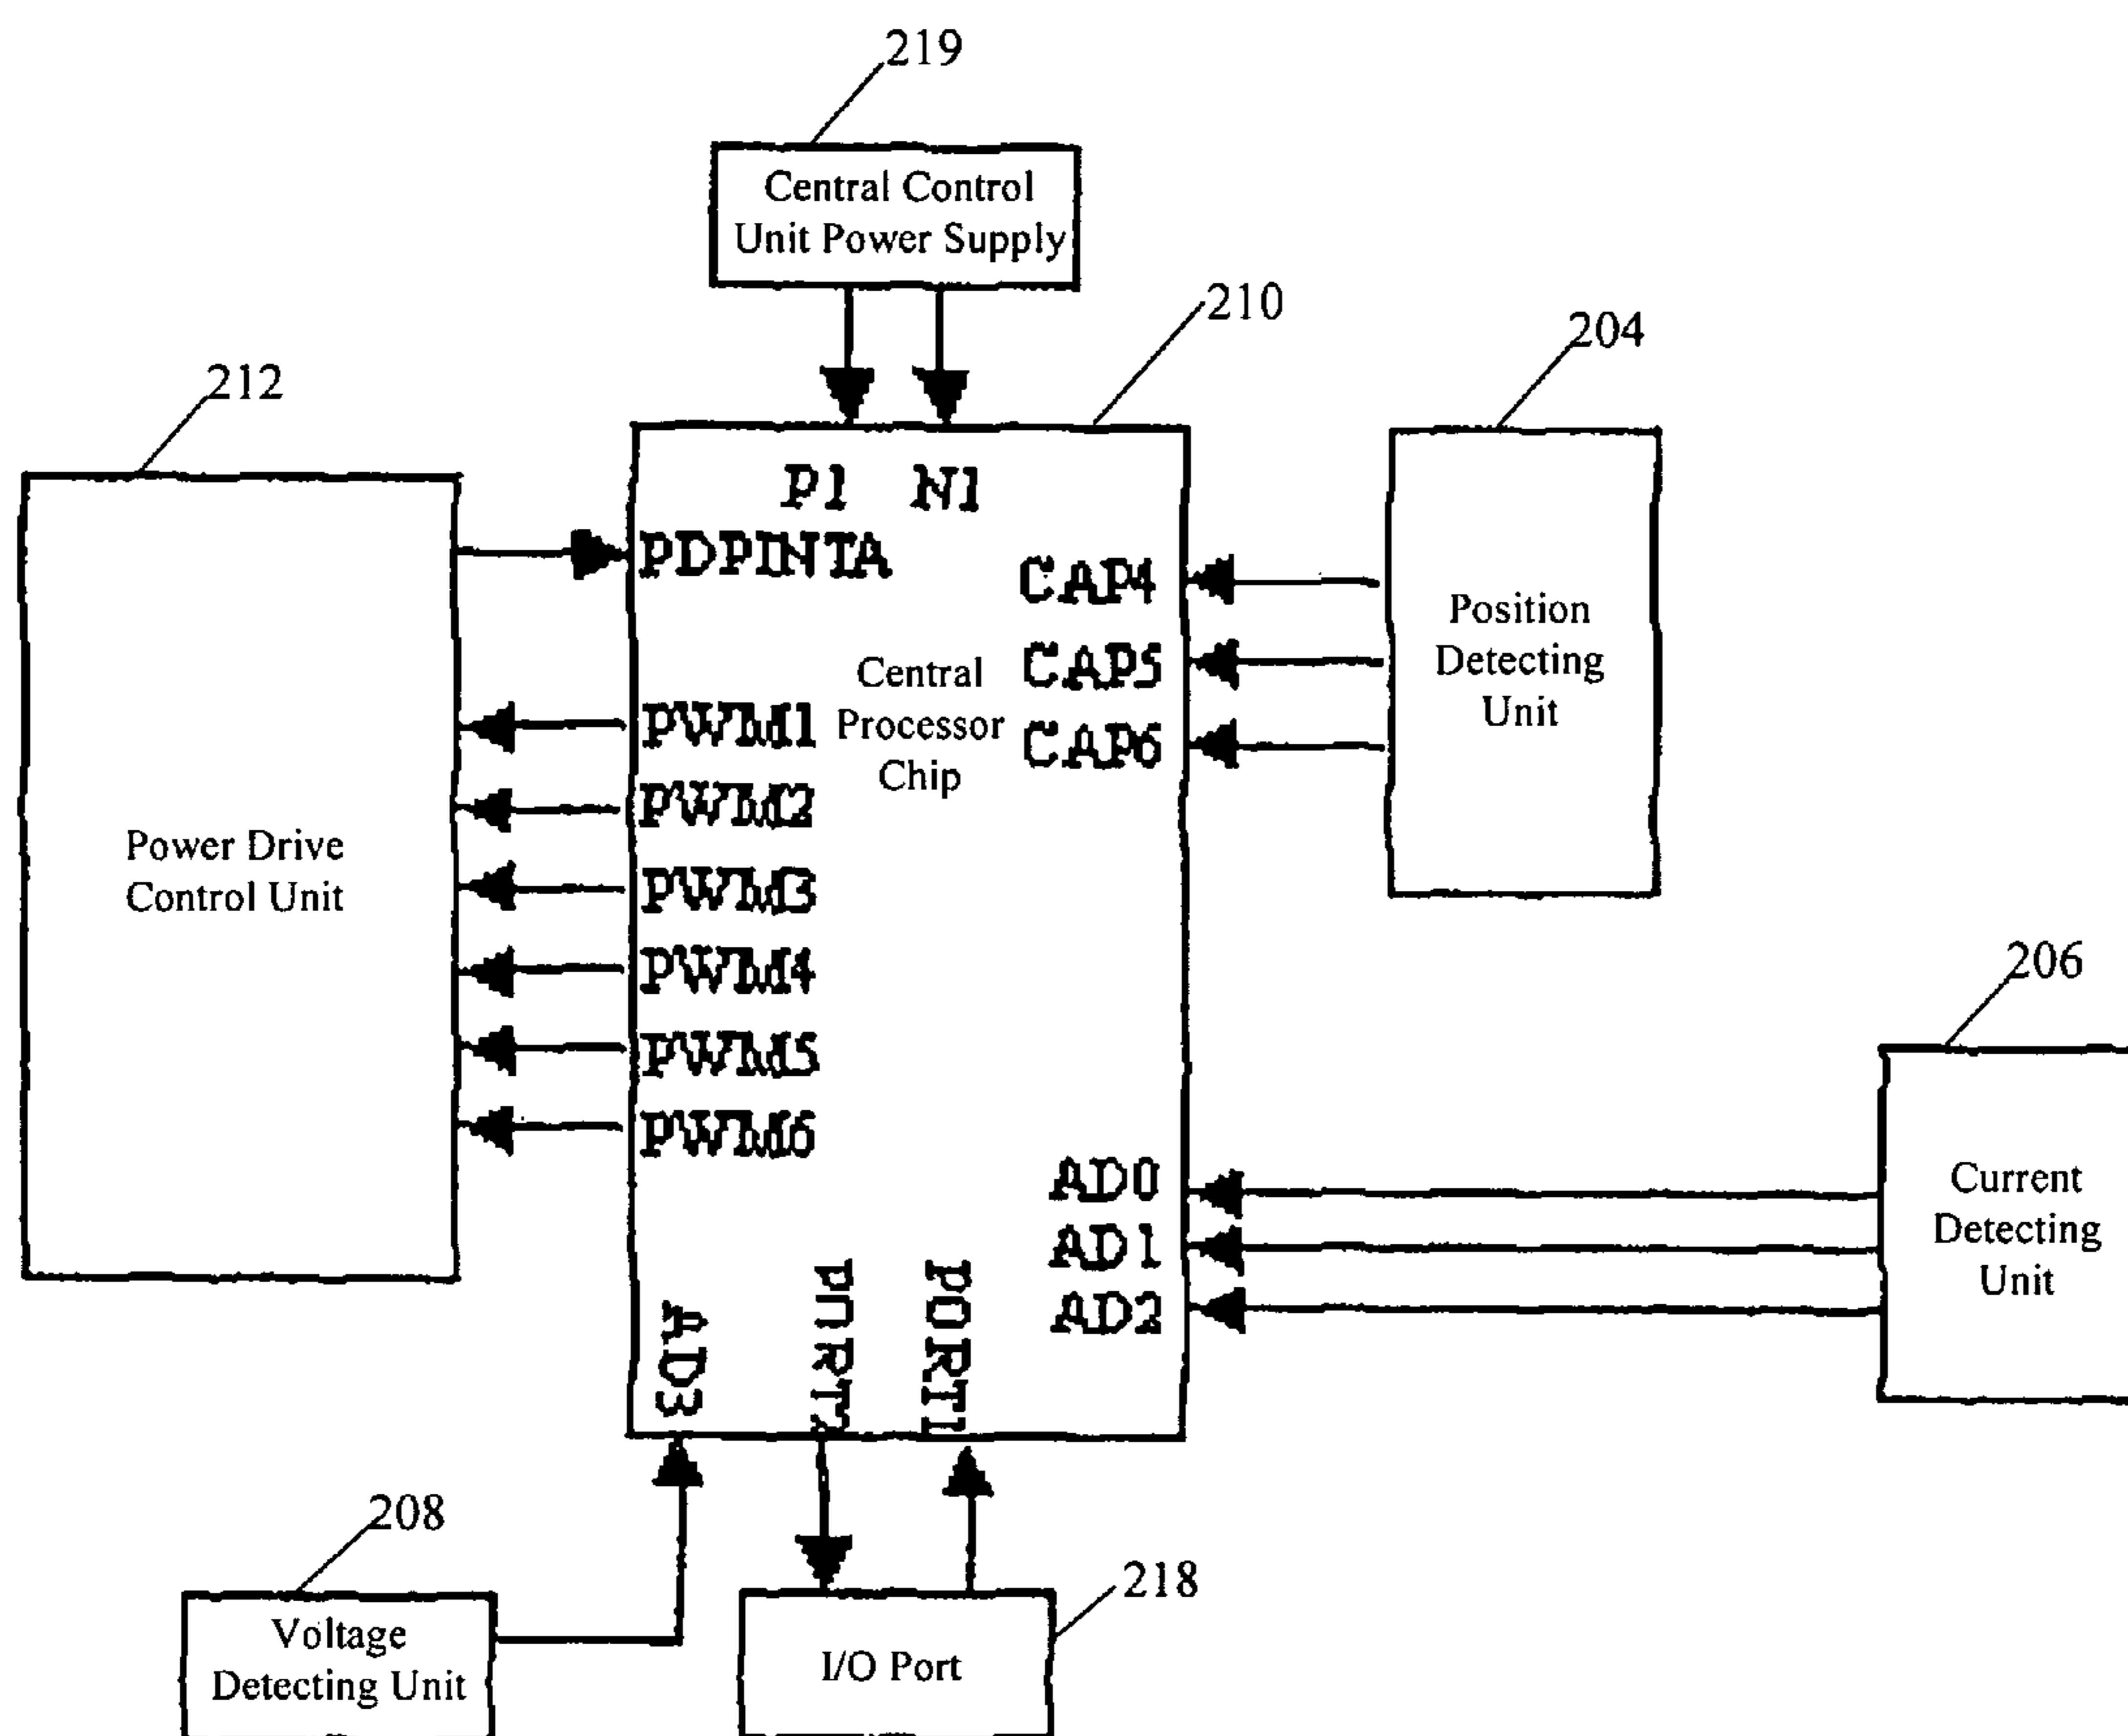 219
Central Control
Unit Power Supply
210
204
212
P1 N1
PDPINTA
CAP4
CAP5
CAP6
Central
Processor
Chip
Position
Detecting
Unit
PWM1
PWM2
PWM3
PWM4
PWM5
PWM6
Power Drive
Control Unit
206
AD0
AD1
AD2
Current
Detecting
Unit
AD3
PORT2
PORT1
208
Voltage
Detecting Unit
218
I/O Port